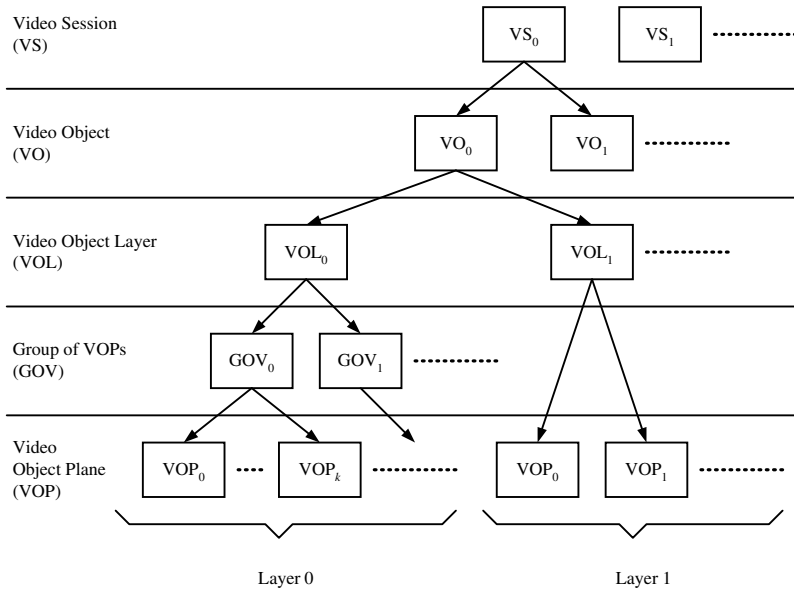 Video Session
(VS)
VS0
VS1
Video Object
(VO)
VO0
VO1
Video Object Layer
(VOL)
VOL0
VOL1
Group of VOPs
(GOV)
GOV0
GOV1
Video
Object Plane
(VOP)
VOP0
VOPk
VOP0
VOP1
Layer 0
Layer 1